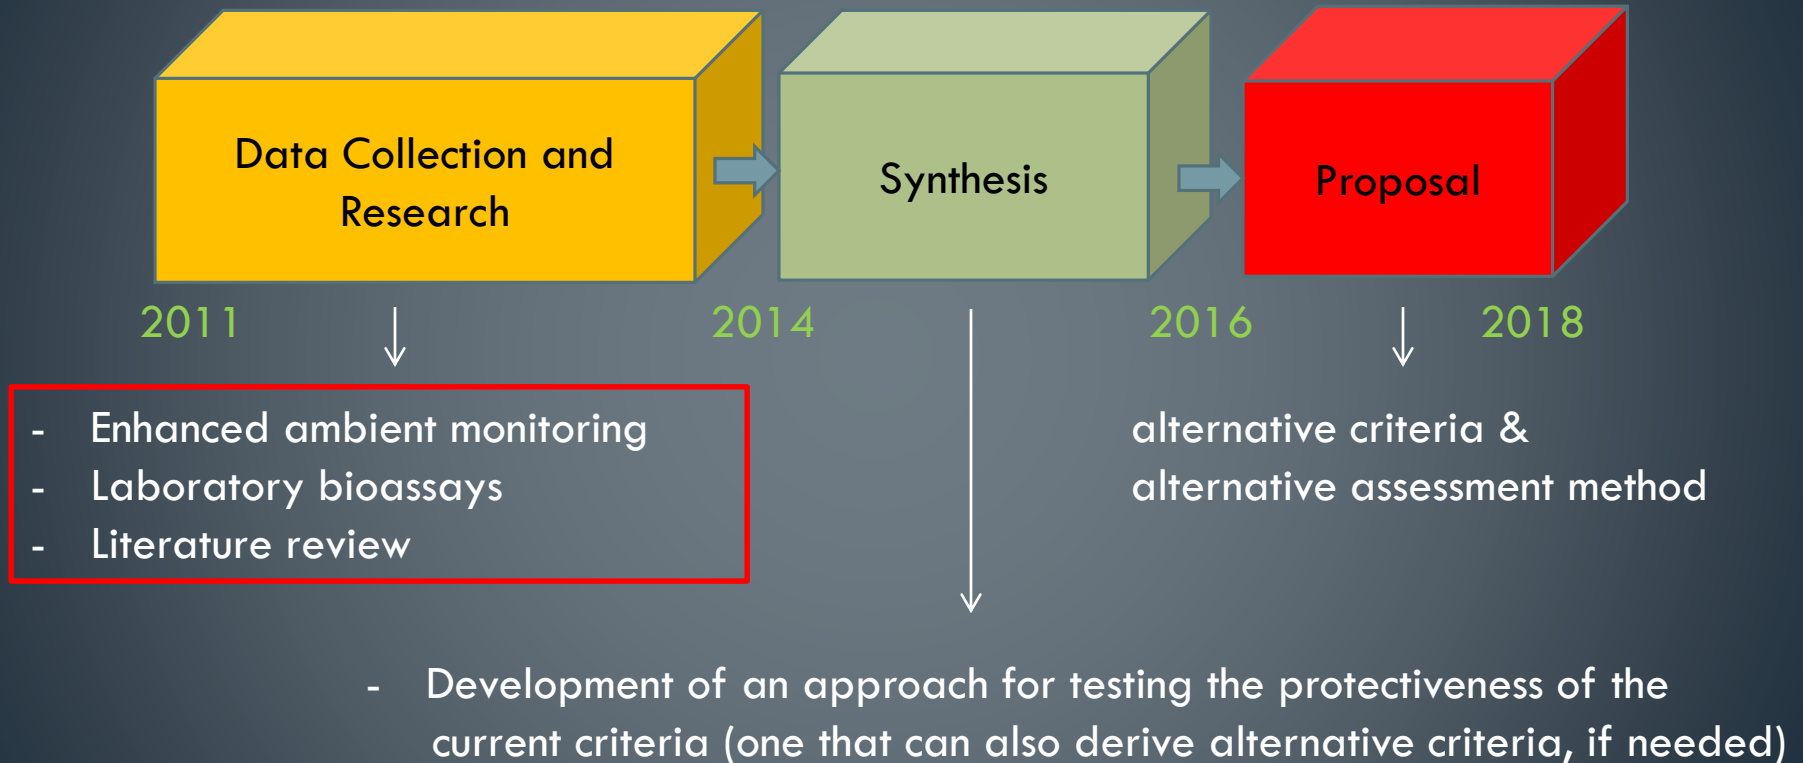 Data Collection and
Research
Synthesis
Proposal
2011
2014
2016
2018
- Enhanced ambient monitoring
- Laboratory bioassays
- Literature review
alternative criteria &
alternative assessment method
- Development of an approach for testing the protectiveness of the
current criteria (one that can also derive alternative criteria, if needed)